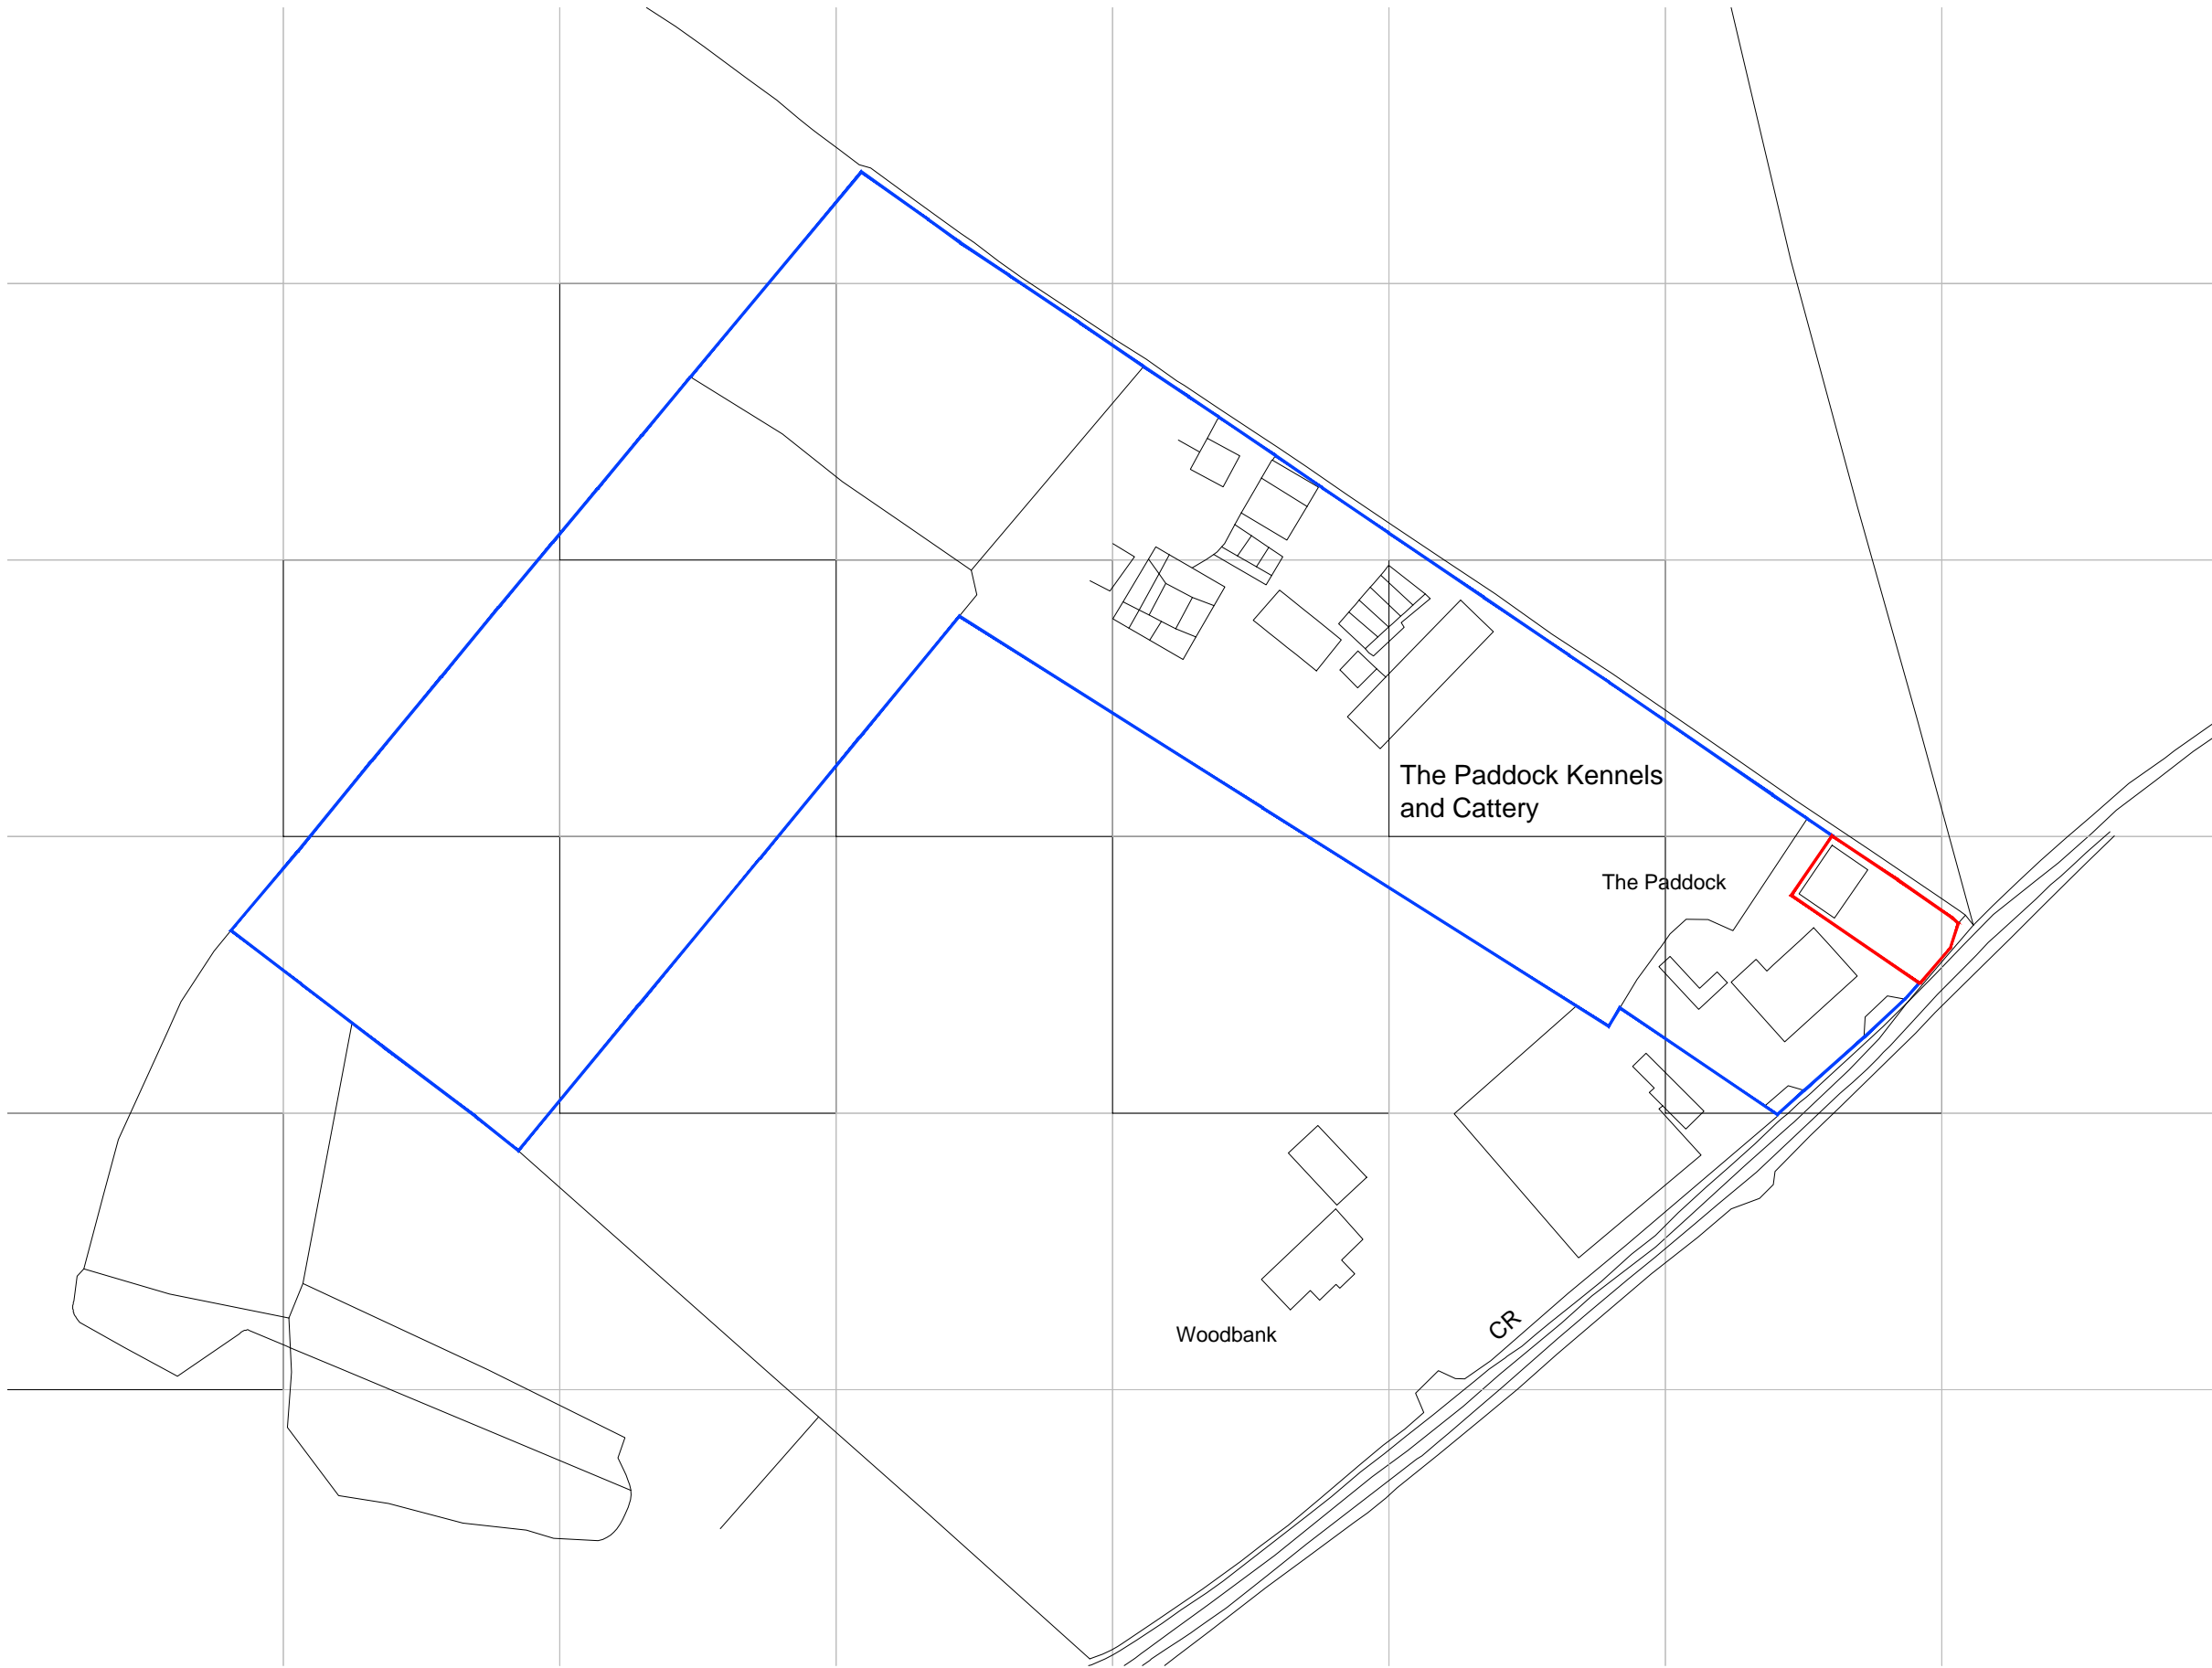 The Paddock Kennels
and Cattery
The Paddock
CR
Woodbank